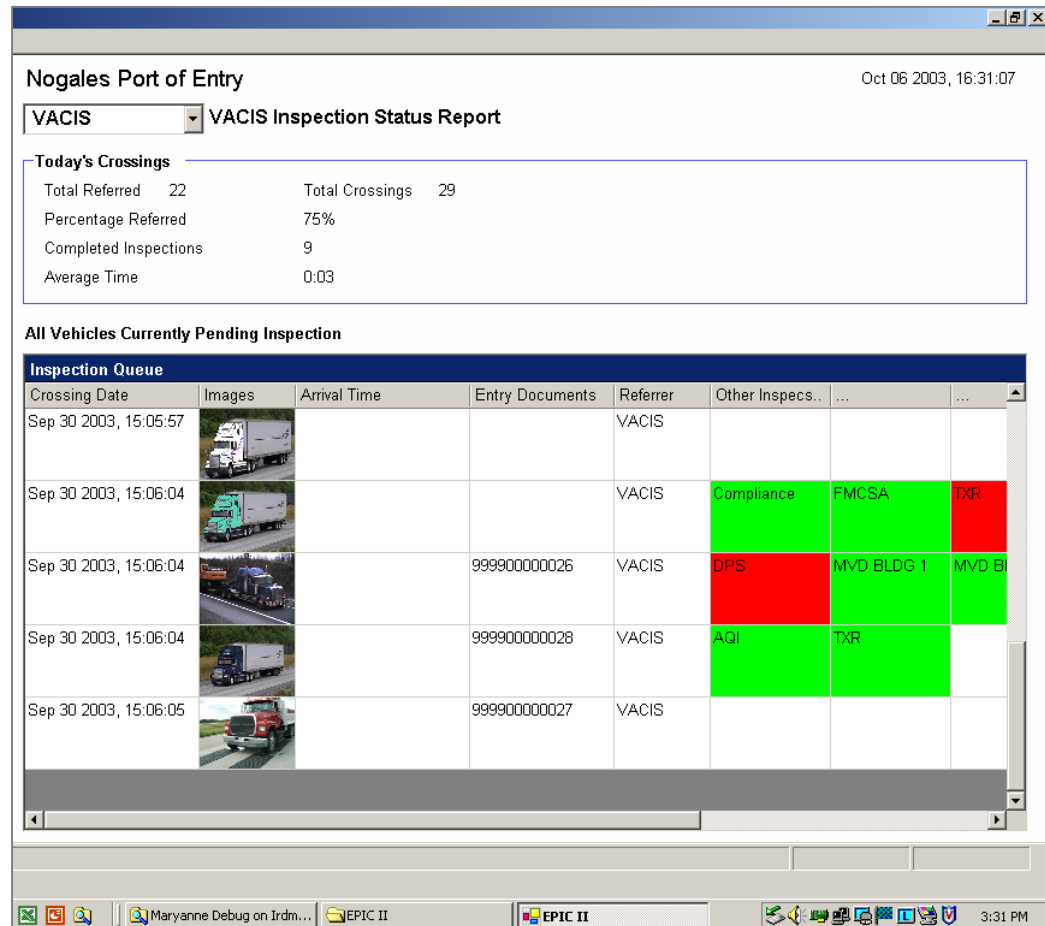 Nogales Port of Entry
Oct 06 2003, 16:31:07
VACIS
VACIS Inspection Status Report
Today's Crossings
Total Referred 22 Total Crossings 29
Percentage Referred 75%
Completed Inspections 9
Average Time 0:03
All Vehicles Currently Pending Inspection
Inspection Queue
Crossing Date Images Arrival Time Entry Documents Referrer Other Inspecs.. ... ...
Sep 30 2003, 15:05:57 VACIS
Sep 30 2003, 15:06:04 VACIS Compliance FMCSA TXR
Sep 30 2003, 15:06:04 999900000026 VACIS DPS MVD BLDG 1 MVD Bl
Sep 30 2003, 15:06:04 999900000028 VACIS AQI TXR
Sep 30 2003, 15:06:05 999900000027 VACIS
Maryanne Debug on Irdm... EPIC II EPIC II 3:31 PM